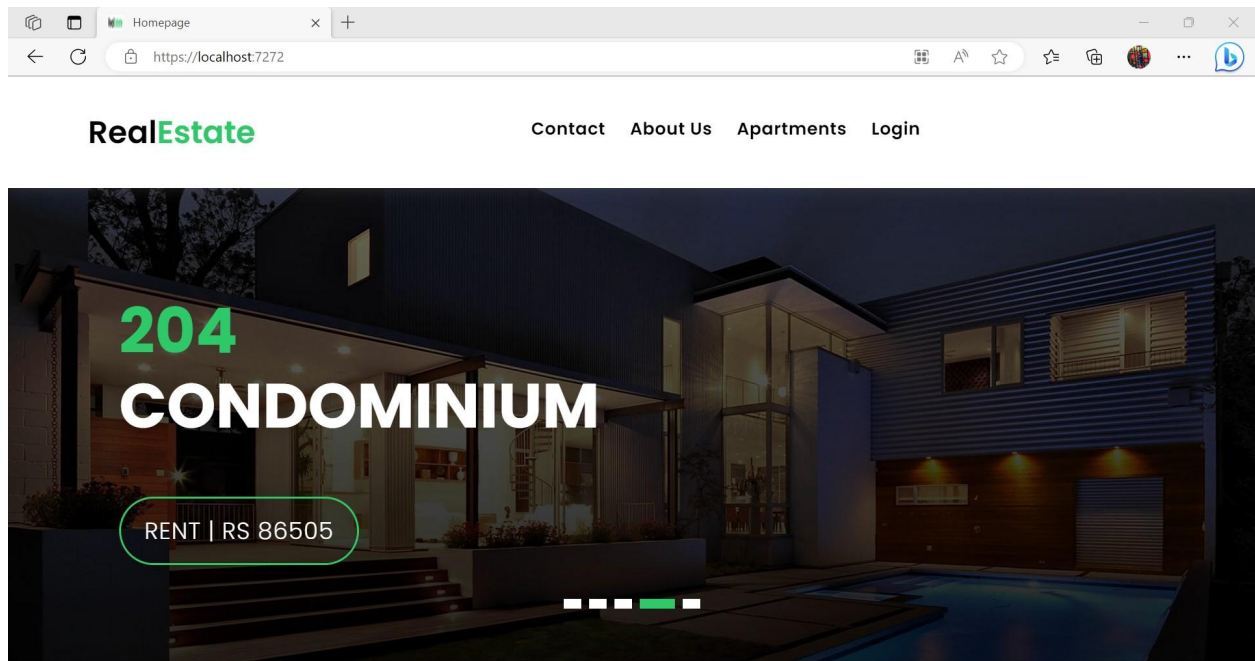 Homepage
https://localhost:7272
RealEstate
Contact About Us Apartments Login
204
CONDOMINIUM
RENT | RS 86505